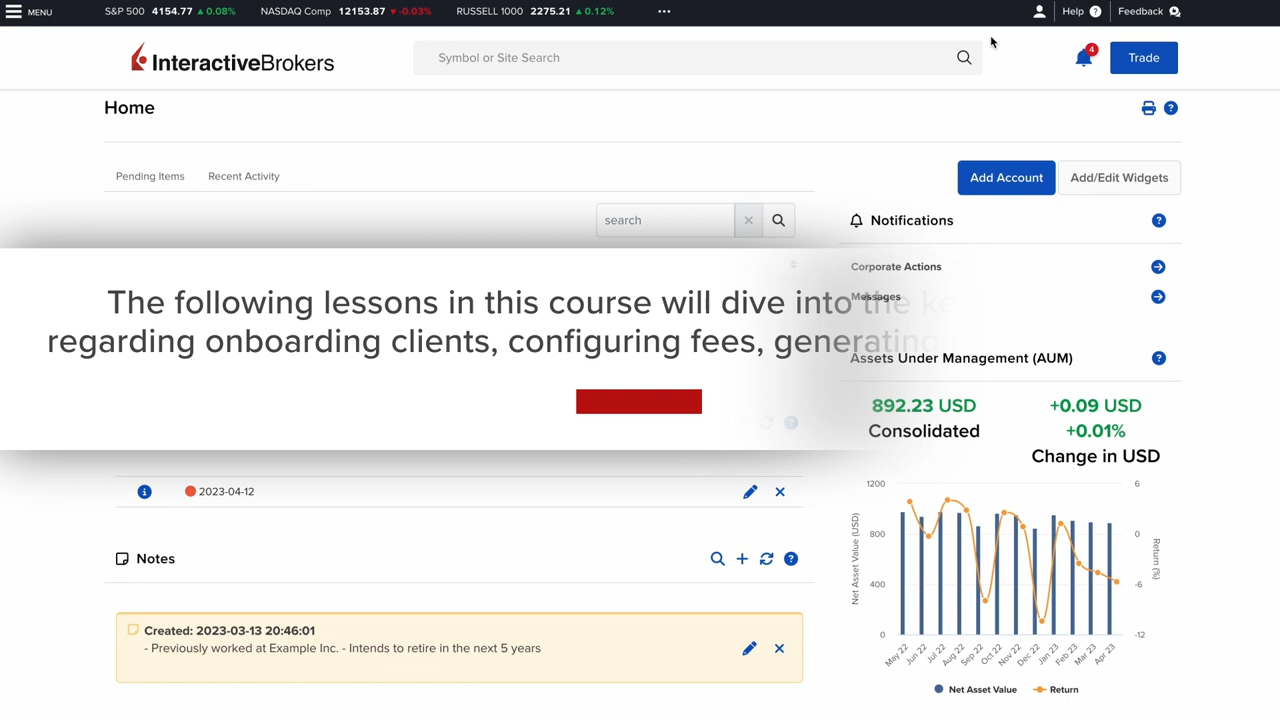 MENU
S&P 500 4154.77 ▲ 0.08% NASDAQ Comp 12153.87 ▼ -0.03% RUSSELL 1000 2275.21 ▲ 0.12% •••
Help ? Feedback
InteractiveBrokers
Symbol or Site Search
4
Trade
Home
Pending Items Recent Activity
Add Account Add/Edit Widgets
search
Notifications
Corporate Actions
Messages
The following lessons in this course will dive into the
regarding onboarding clients, configuring fees, generating
Assets Under Management (AUM)
892.23 USD
Consolidated
+0.09 USD
+0.01%
Change in USD
2023-04-12
Notes
Created: 2023-03-13 20:46:01
- Previously worked at Example Inc. - Intends to retire in the next 5 years
Net Asset Value (USD)
1200
800
400
0
Return (%)
6
0
-6
-12
May 22 Jun 22 Jul 22 Aug 22 Sep 22 Oct 22 Nov 22 Dec 22 Jan 23 Feb 23 Mar 23 Apr 23
Net Asset Value Return